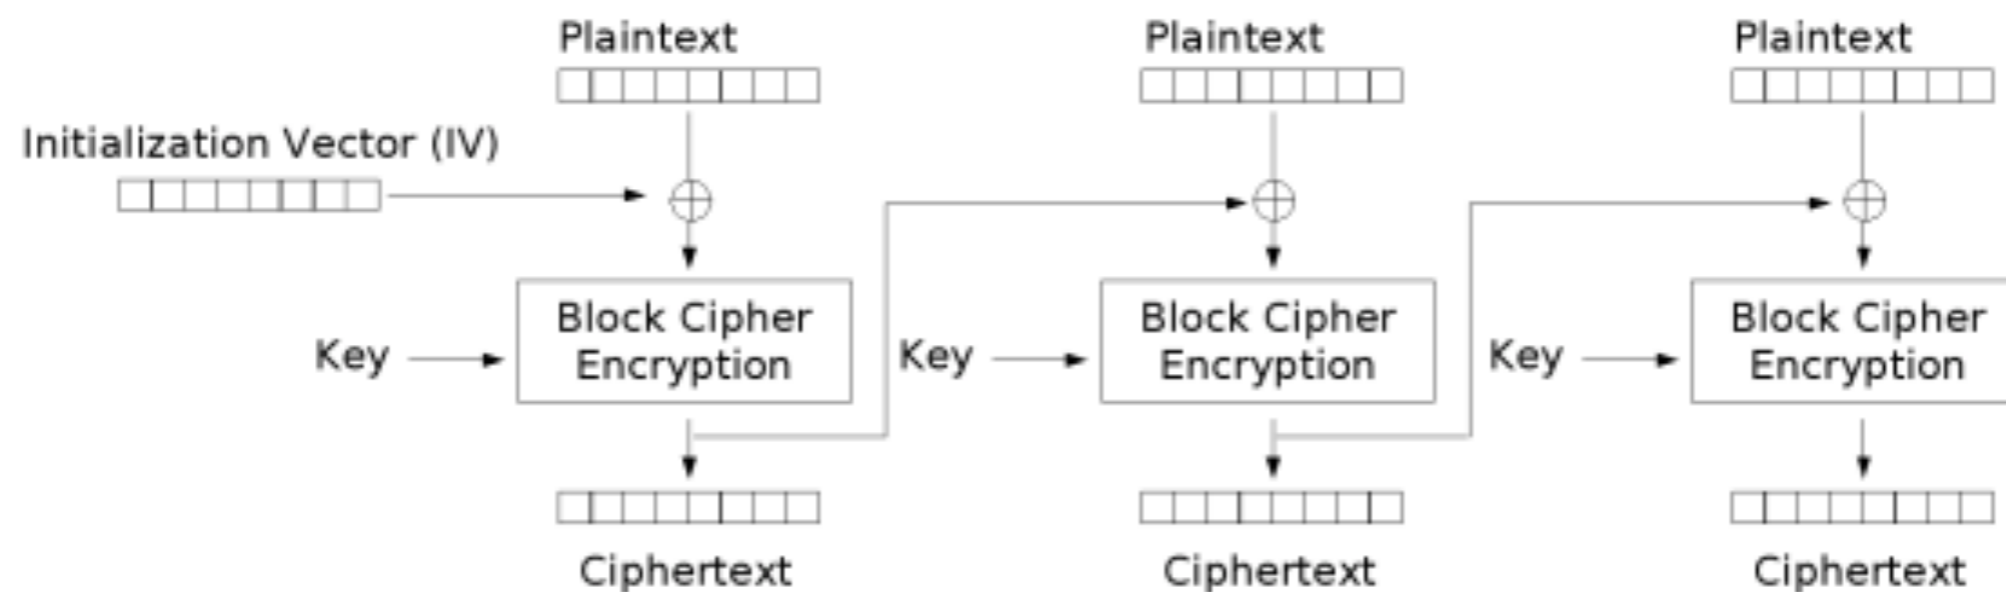 Plaintext
Plaintext
Plaintext
Initialization Vector (IV)
Key
Block Cipher
Encryption
Key
Block Cipher
Encryption
Key
Block Cipher
Encryption
Ciphertext
Ciphertext
Ciphertext